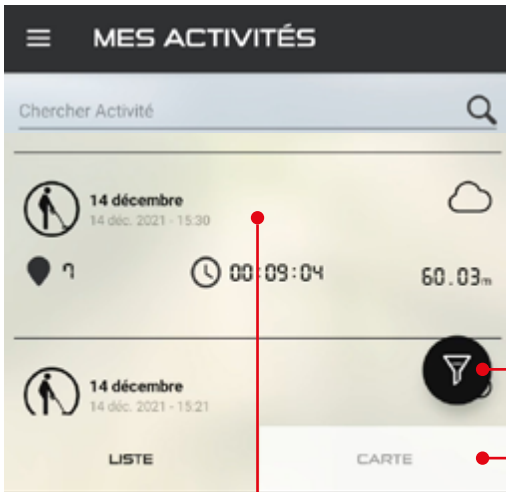 MES ACTIVITÉS
Chercher Activité
14 décembre
14 déc. 2021 - 15:30
7 00:09:04 60.03m
14 décembre
14 déc. 2021 - 15:21
LISTE CARTE